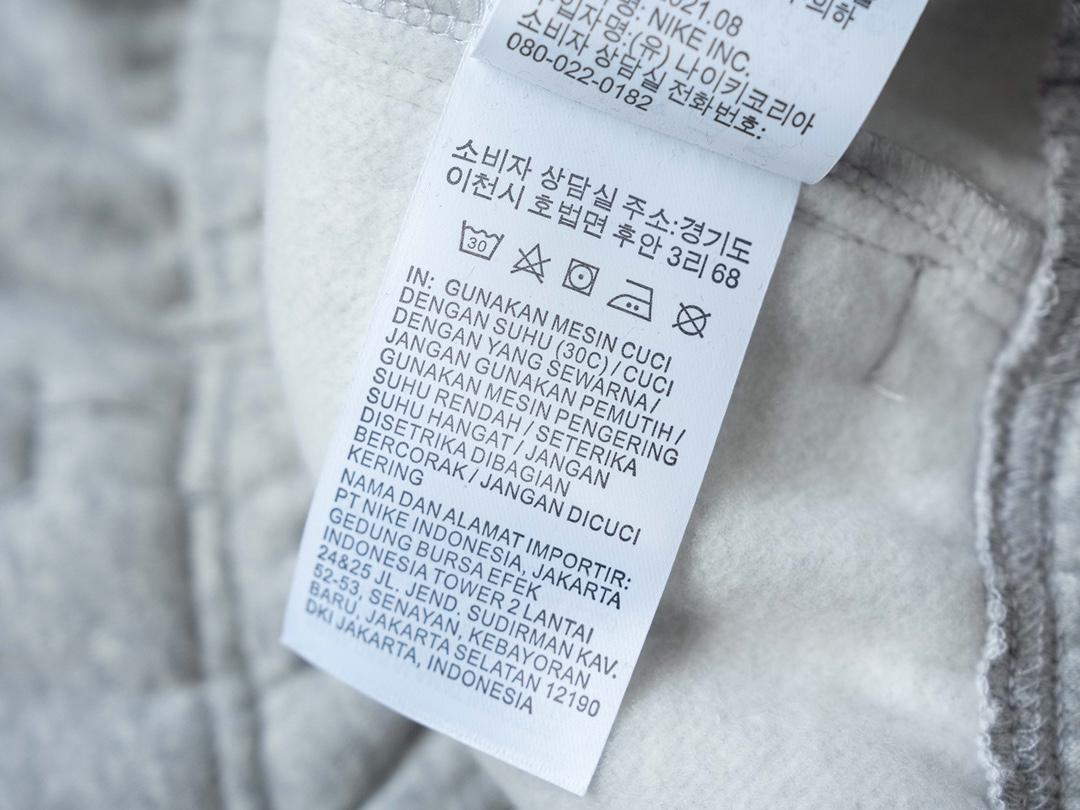 2021.08
의하
명: NIKE INC.
수입자명:(유) 나이키코리아
소비자 상담실 전화번호:
080-022-0182
소비자 상담실 주소:경기도
이천시 호법면 후안 3리 68
30
IN: GUNAKAN MESIN CUCI
DENGAN SUHU (30C) / CUCI
DENGAN YANG SEWARNA /
JANGAN GUNAKAN PEMUTIH /
GUNAKAN MESIN PENGERING
SUHU RENDAH / SETERIKA
SUHU HANGAT / JANGAN
DISETRIKA DIBAGIAN
BERCORAK / JANGAN DICUCI
KERING
NAMA DAN ALAMAT IMPORTIR:
PT NIKE INDONESIA, JAKARTA
GEDUNG BURSA EFEK
INDONESIA TOWER 2 LANTAI
24&25 JL. JEND. SUDIRMAN KAV.
52-53, SENAYAN, KEBAYORAN
BARU, JAKARTA SELATAN 12190
DKI JAKARTA, INDONESIA